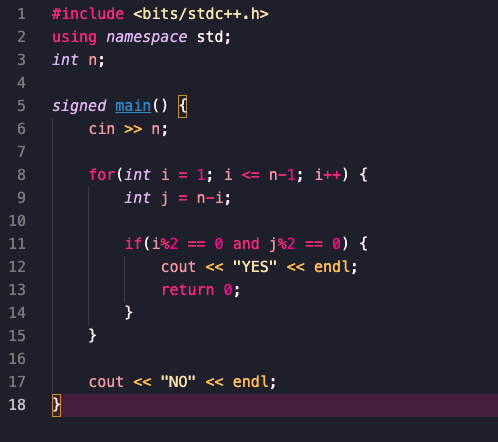 1 #include <bits/stdc++.h>
2 using namespace std;
3 int n;
4
5 signed main() {
6     cin >> n;
7
8     for(int i = 1; i <= n-1; i++) {
9         int j = n-i;
10
11         if(i%2 == 0 and j%2 == 0) {
12             cout << "YES" << endl;
13             return 0;
14         }
15     }
16
17     cout << "NO" << endl;
18 }